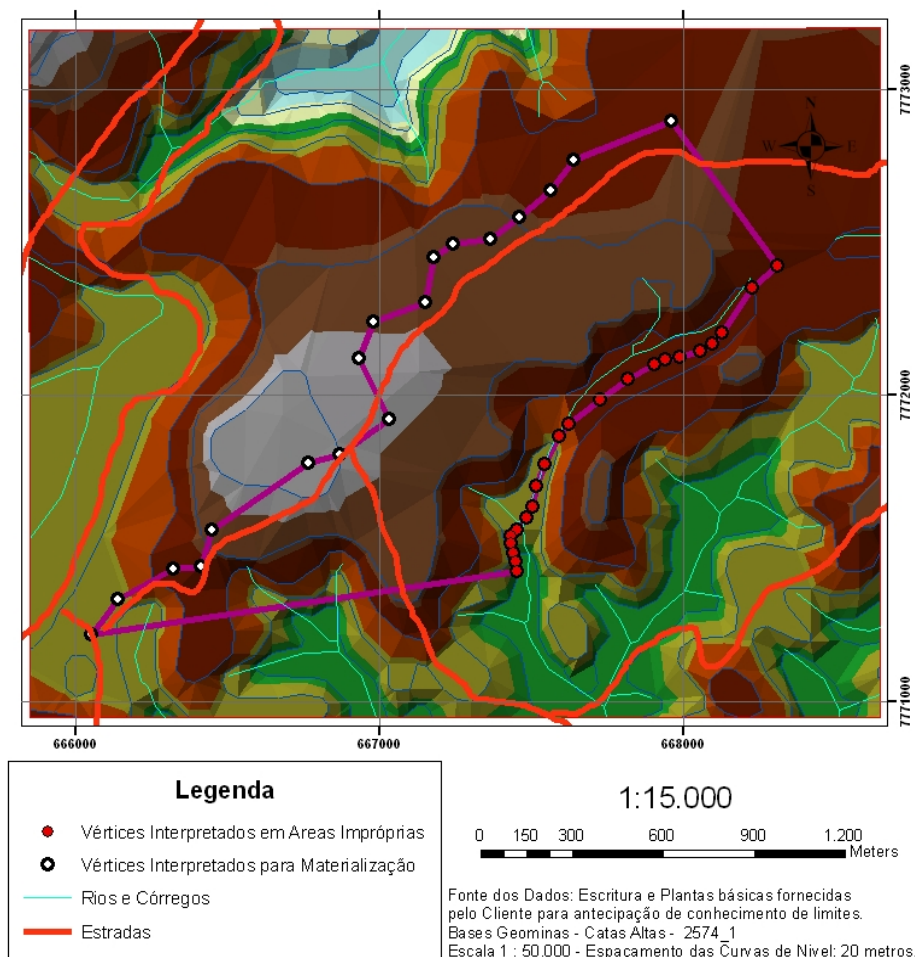 N
W E
S
7773000
7772000
7771000
666000 667000 668000
Legenda
Vértices Interpretados em Areas Impróprias
Vértices Interpretados para Materialização
Rios e Córregos
Estradas
1:15.000
0 150 300 600 900 1.200
Meters
Fonte dos Dados: Escritura e Plantas básicas fornecidas
pelo Cliente para antecipação de conhecimento de limites.
Bases Geominas - Catas Altas - 2574_1
Escala 1 : 50.000 - Espaçamento das Curvas de Nivel: 20 metros